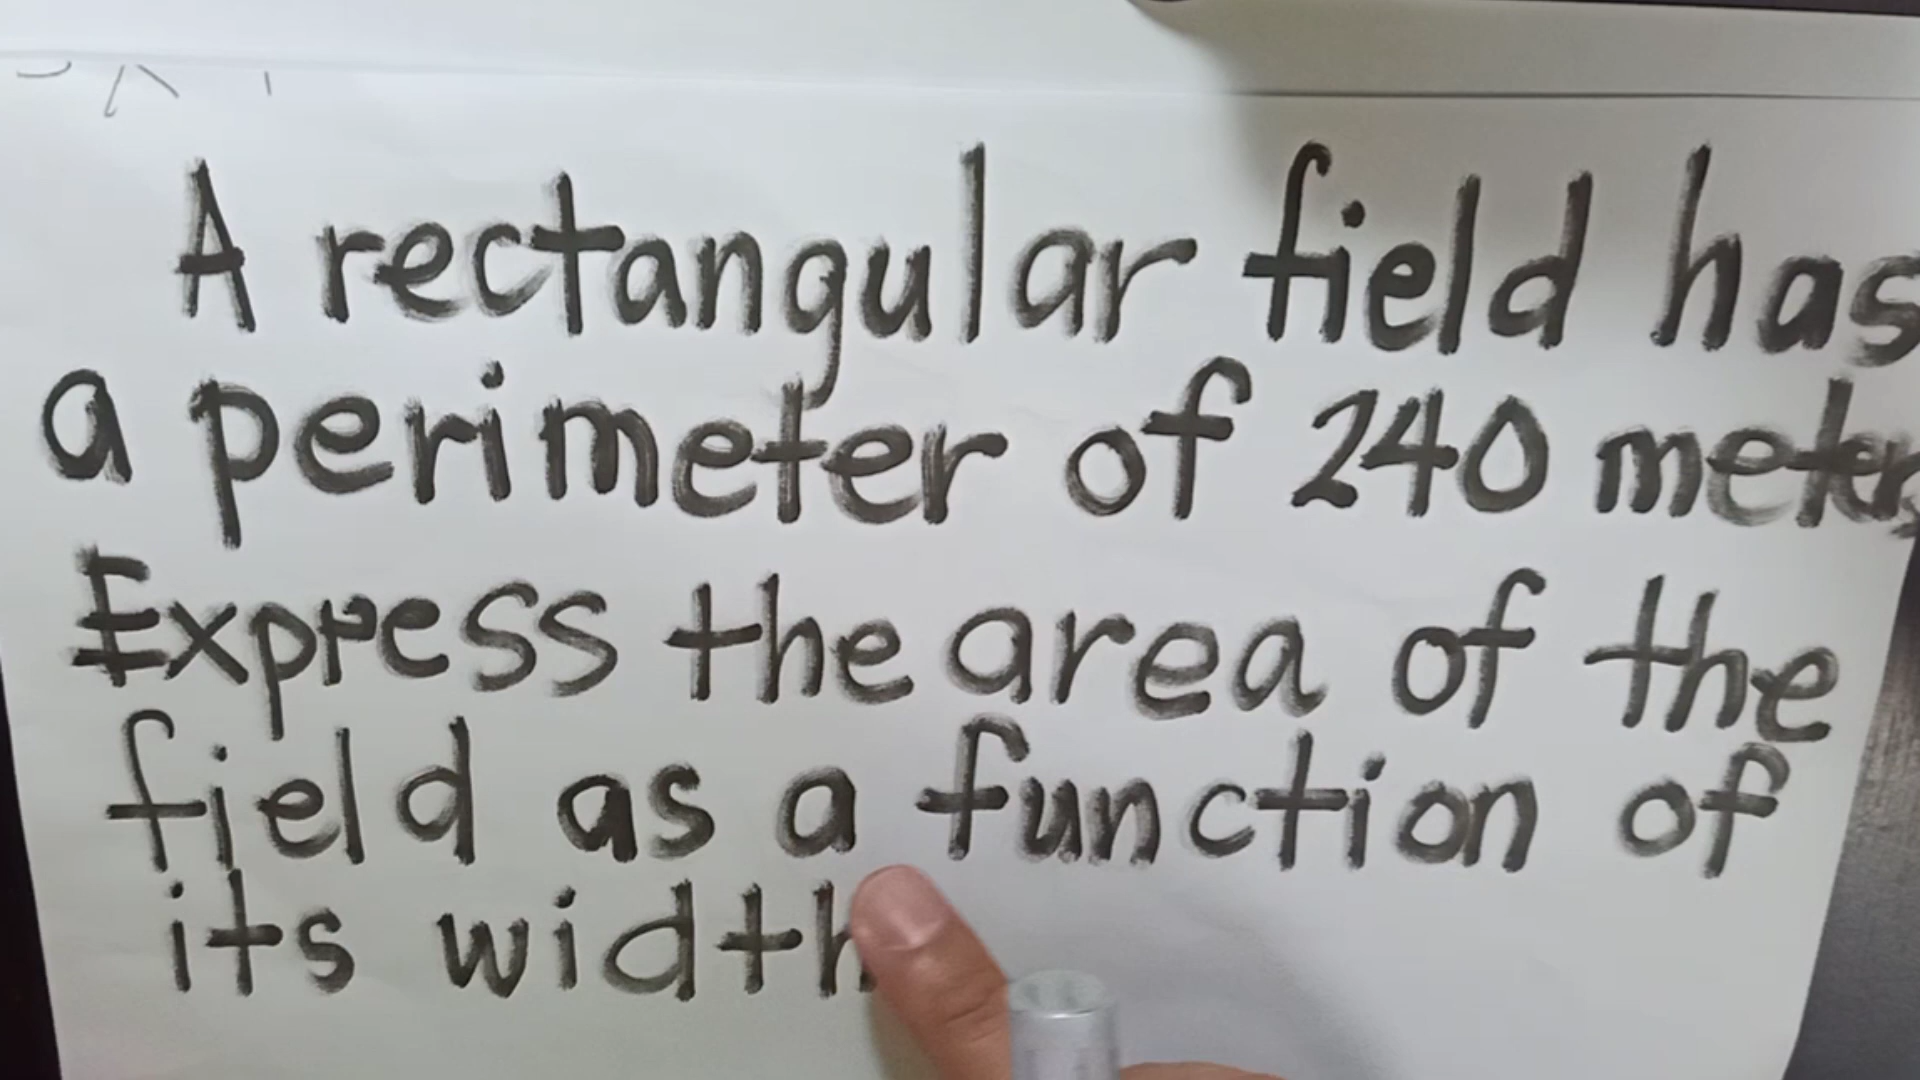 A rectangular field has
a perimeter of 240 meters,
Express the area of the
field as a function of
its width